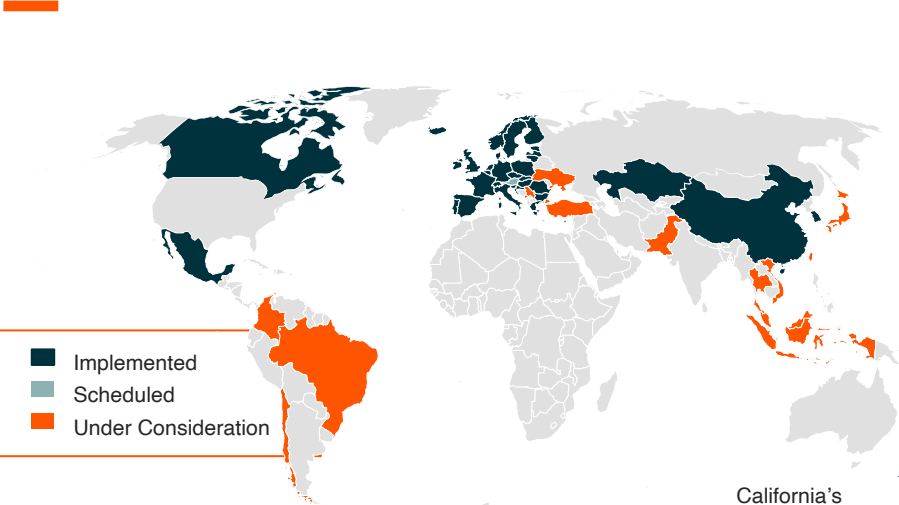 Implemented
Scheduled
Under Consideration
California’s